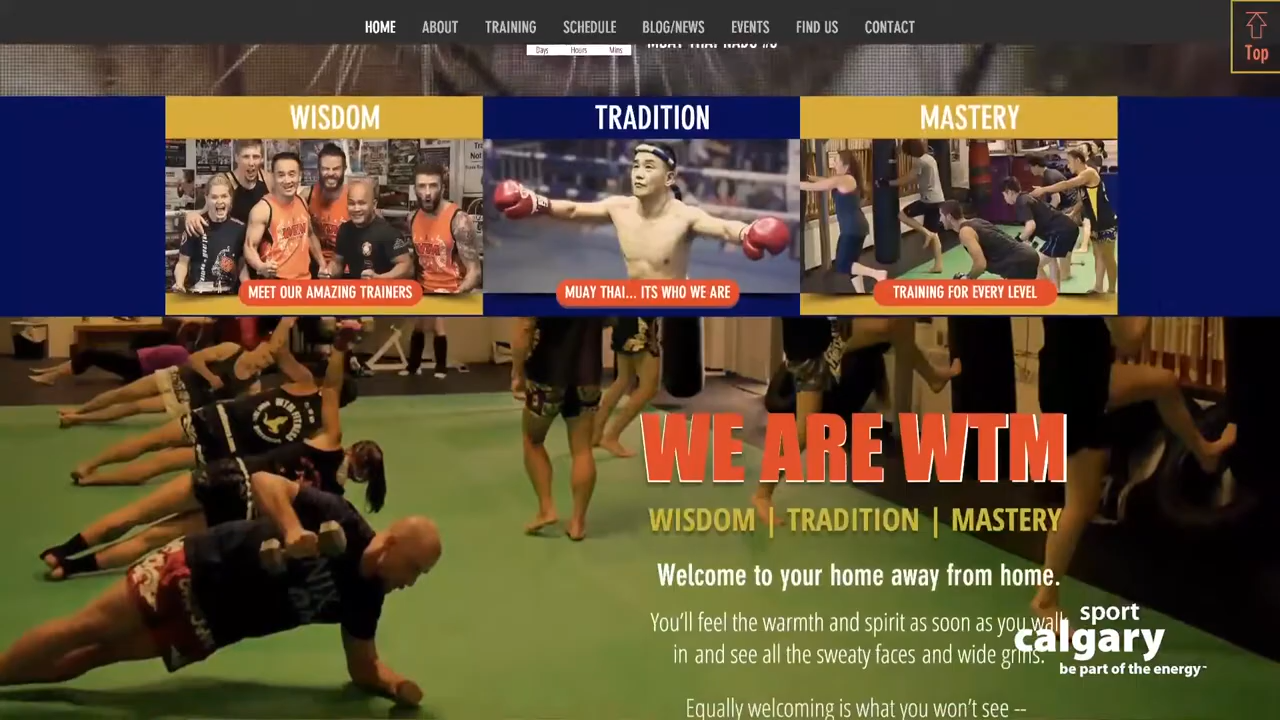 HOME ABOUT TRAINING SCHEDULE BLOG/NEWS EVENTS FIND US CONTACT
Top
Days Hours Mins
WISDOM TRADITION MASTERY
MEET OUR AMAZING TRAINERS MUAY THAI... ITS WHO WE ARE TRAINING FOR EVERY LEVEL
WE ARE WTM
WISDOM | TRADITION | MASTERY
Welcome to your home away from home.
You'll feel the warmth and spirit as soon as you walk
in and see all the sweaty faces and wide grins.
Equally welcoming is what you won't see --
sport
calgary
be part of the energy™